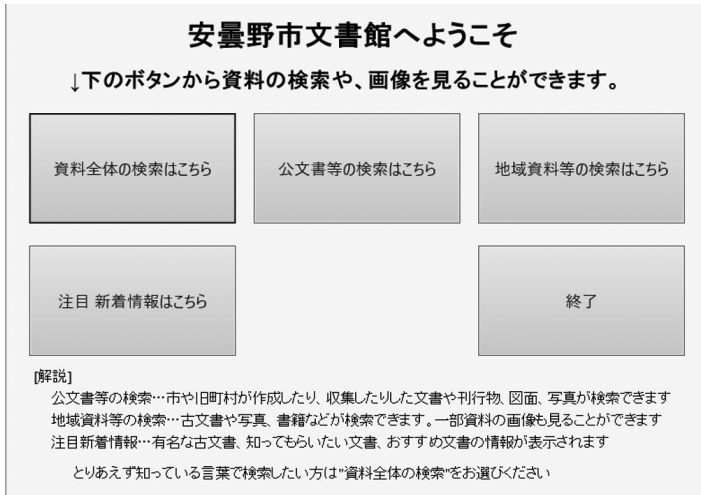 安曇野市文書館へようこそ
↓下のボタンから資料の検索や、画像を見ることができます。
資料全体の検索はこちら
公文書等の検索はこちら
地域資料等の検索はこちら
注目 新着情報はこちら
終了
[解説]
公文書等の検索…市や旧町村が作成したり、収集したりした文書や刊行物、図面、写真が検索できます
地域資料等の検索…古文書や写真、書籍などが検索できます。一部資料の画像も見ることができます
注目新着情報…有名な古文書、知ってもらいたい文書、おすすめ文書の情報が表示されます
とりあえず知っている言葉で検索したい方は"資料全体の検索"をお選びください